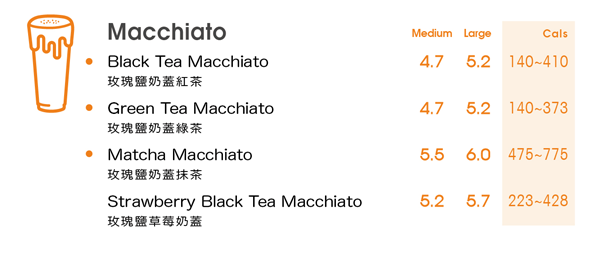 Macchiato Medium Large Cals
Black Tea Macchiato 4.7 5.2 140~410
玫瑰鹽奶蓋紅茶
Green Tea Macchiato 4.7 5.2 140~373
玫瑰鹽奶蓋綠茶
Matcha Macchiato 5.5 6.0 475~775
玫瑰鹽奶蓋抹茶
Strawberry Black Tea Macchiato 5.2 5.7 223~428
玫瑰鹽草莓奶蓋